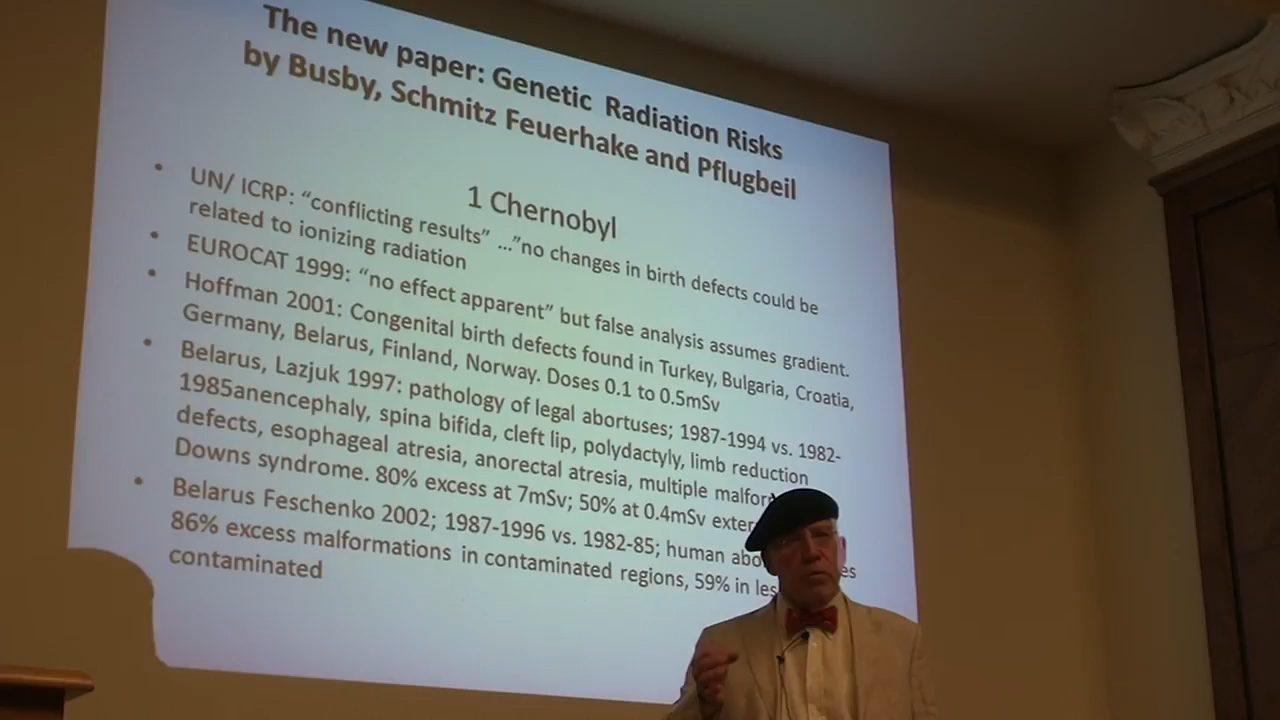 The new paper: Genetic Radiation Risks
by Busby, Schmitz Feuerhake and Pflugbeil
1 Chernobyl
• UN/ ICRP: “conflicting results” ...”no changes in birth defects could be
related to ionizing radiation
• EUROCAT 1999: “no effect apparent” but false analysis assumes gradient.
• Hoffman 2001: Congenital birth defects found in Turkey, Bulgaria, Croatia,
Germany, Belarus, Finland, Norway. Doses 0.1 to 0.5mSv
• Belarus, Lazjuk 1997: pathology of legal abortuses; 1987-1994 vs. 1982-
1985anencephaly, spina bifida, cleft lip, polydactyly, limb reduction
defects, esophageal atresia, anorectal atresia, multiple
Downs syndrome. 80% excess at 7mSv; 50% at 0.4mSv
• Belarus Feschenko 2002; 1987-1996 vs. 1982-85; human
86% excess malformations in contaminated regions, 59% in
contaminated